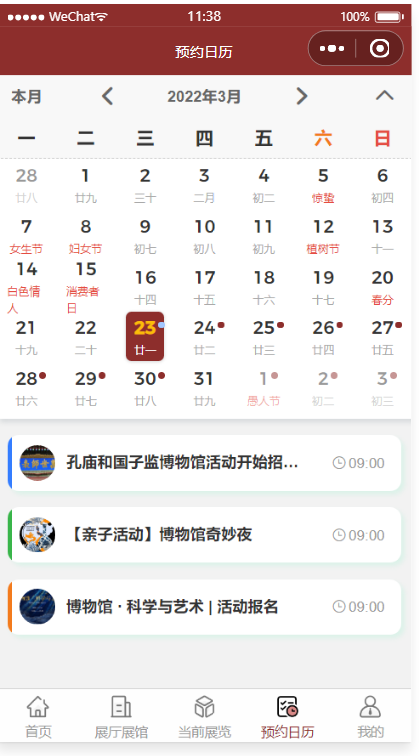 WeChat 11:38 100%
预约日历
本月 2022年3月
一 二 三 四 五 六 日
28 1 2 3 4 5 6
廿八 廿九 三十 二月 初二 惊蛰 初四
7 8 9 10 11 12 13
女生节 妇女节 初七 初八 初九 植树节 十一
14 15 16 17 18 19 20
白色情人 消费者日 十四 十五 十六 十七 春分
21 22 23 24 25 26 27
十九 二十 廿一 廿二 廿三 廿四 廿五
28 29 30 31 1 2 3
廿六 廿七 廿八 廿九 愚人节 初二 初三
孔庙和国子监博物馆活动开始招... 09:00
【亲子活动】博物馆奇妙夜 09:00
博物馆 · 科学与艺术 | 活动报名 09:00
首页 展厅展馆 当前展览 预约日历 我的